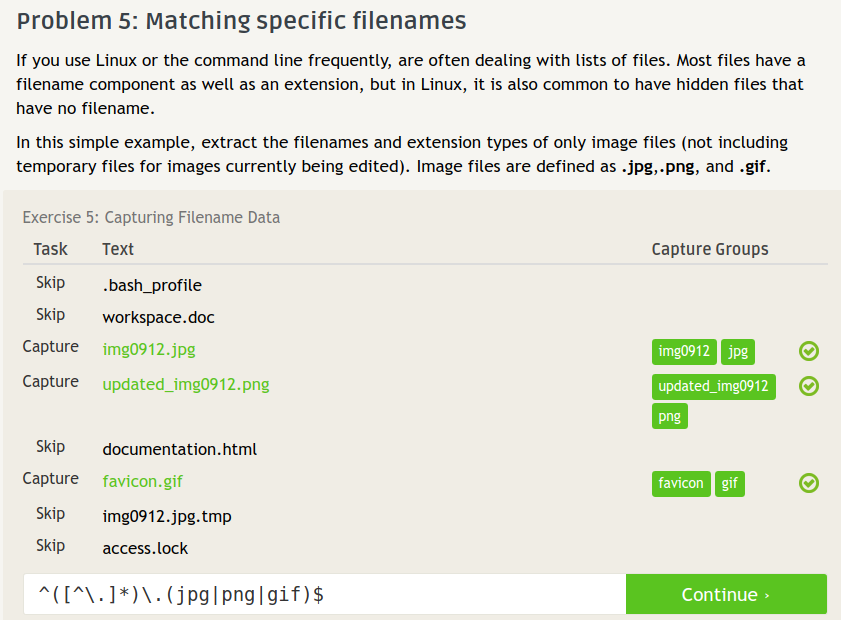 Problem 5: Matching specific filenames
If you use Linux or the command line frequently, are often dealing with lists of files. Most files have a
filename component as well as an extension, but in Linux, it is also common to have hidden files that
have no filename.
In this simple example, extract the filenames and extension types of only image files (not including
temporary files for images currently being edited). Image files are defined as .jpg,.png, and .gif.
Exercise 5: Capturing Filename Data
Task Text Capture Groups
Skip .bash_profile
Skip workspace.doc
Capture img0912.jpg img0912 jpg
Capture updated_img0912.png updated_img0912
png
Skip documentation.html
Capture favicon.gif favicon gif
Skip img0912.jpg.tmp
Skip access.lock
^([^\.]*)\.(jpg|png|gif)$ Continue ›